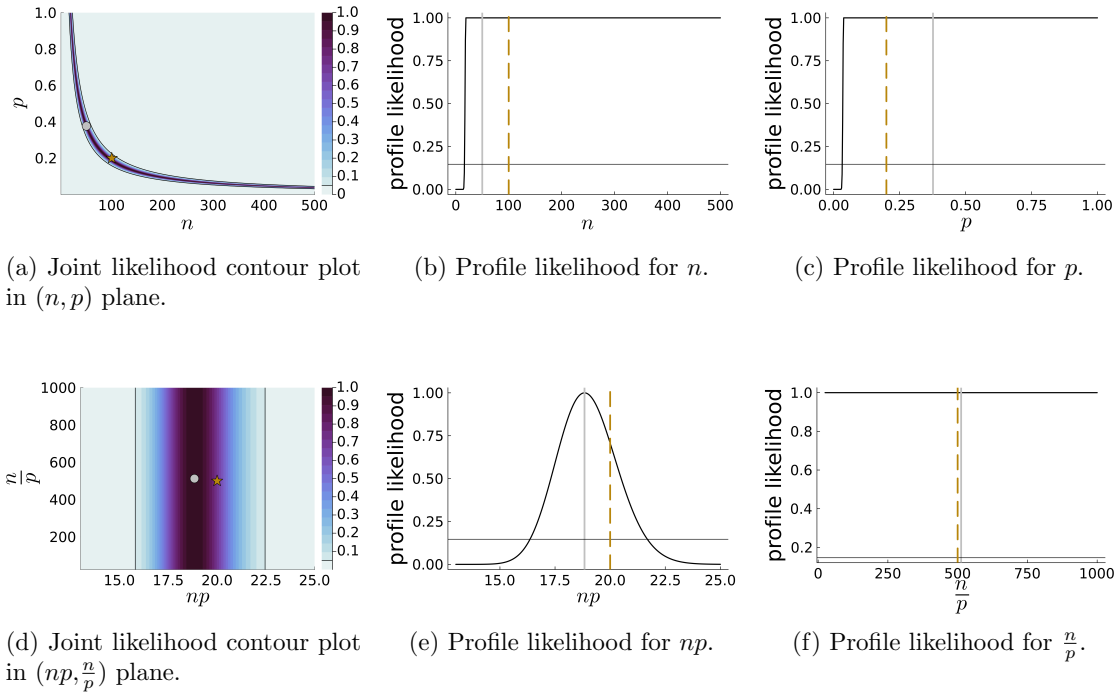 1.0
0.8
0.6
0.4
0.2
p
100 200 300 400 500
n
1.0
0.9
0.8
0.7
0.6
0.5
0.4
0.3
0.2
0.1
0
(a) Joint likelihood contour plot
in (n, p) plane.
profile likelihood
1.00
0.75
0.50
0.25
0.00
0 100 200 300 400 500
n
(b) Profile likelihood for n.
profile likelihood
1.00
0.75
0.50
0.25
0.00
0.00 0.25 0.50 0.75 1.00
p
(c) Profile likelihood for p.
1000
800
600
400
200
n/p
15.0 17.5 20.0 22.5 25.0
np
1.0
0.9
0.8
0.7
0.6
0.5
0.4
0.3
0.2
0.1
0
(d) Joint likelihood contour plot
in (np, n/p) plane.
profile likelihood
1.00
0.75
0.50
0.25
0.00
15.0 17.5 20.0 22.5 25.0
np
(e) Profile likelihood for np.
profile likelihood
1.0
0.8
0.6
0.4
0.2
0 250 500 750 1000
n/p
(f) Profile likelihood for n/p.